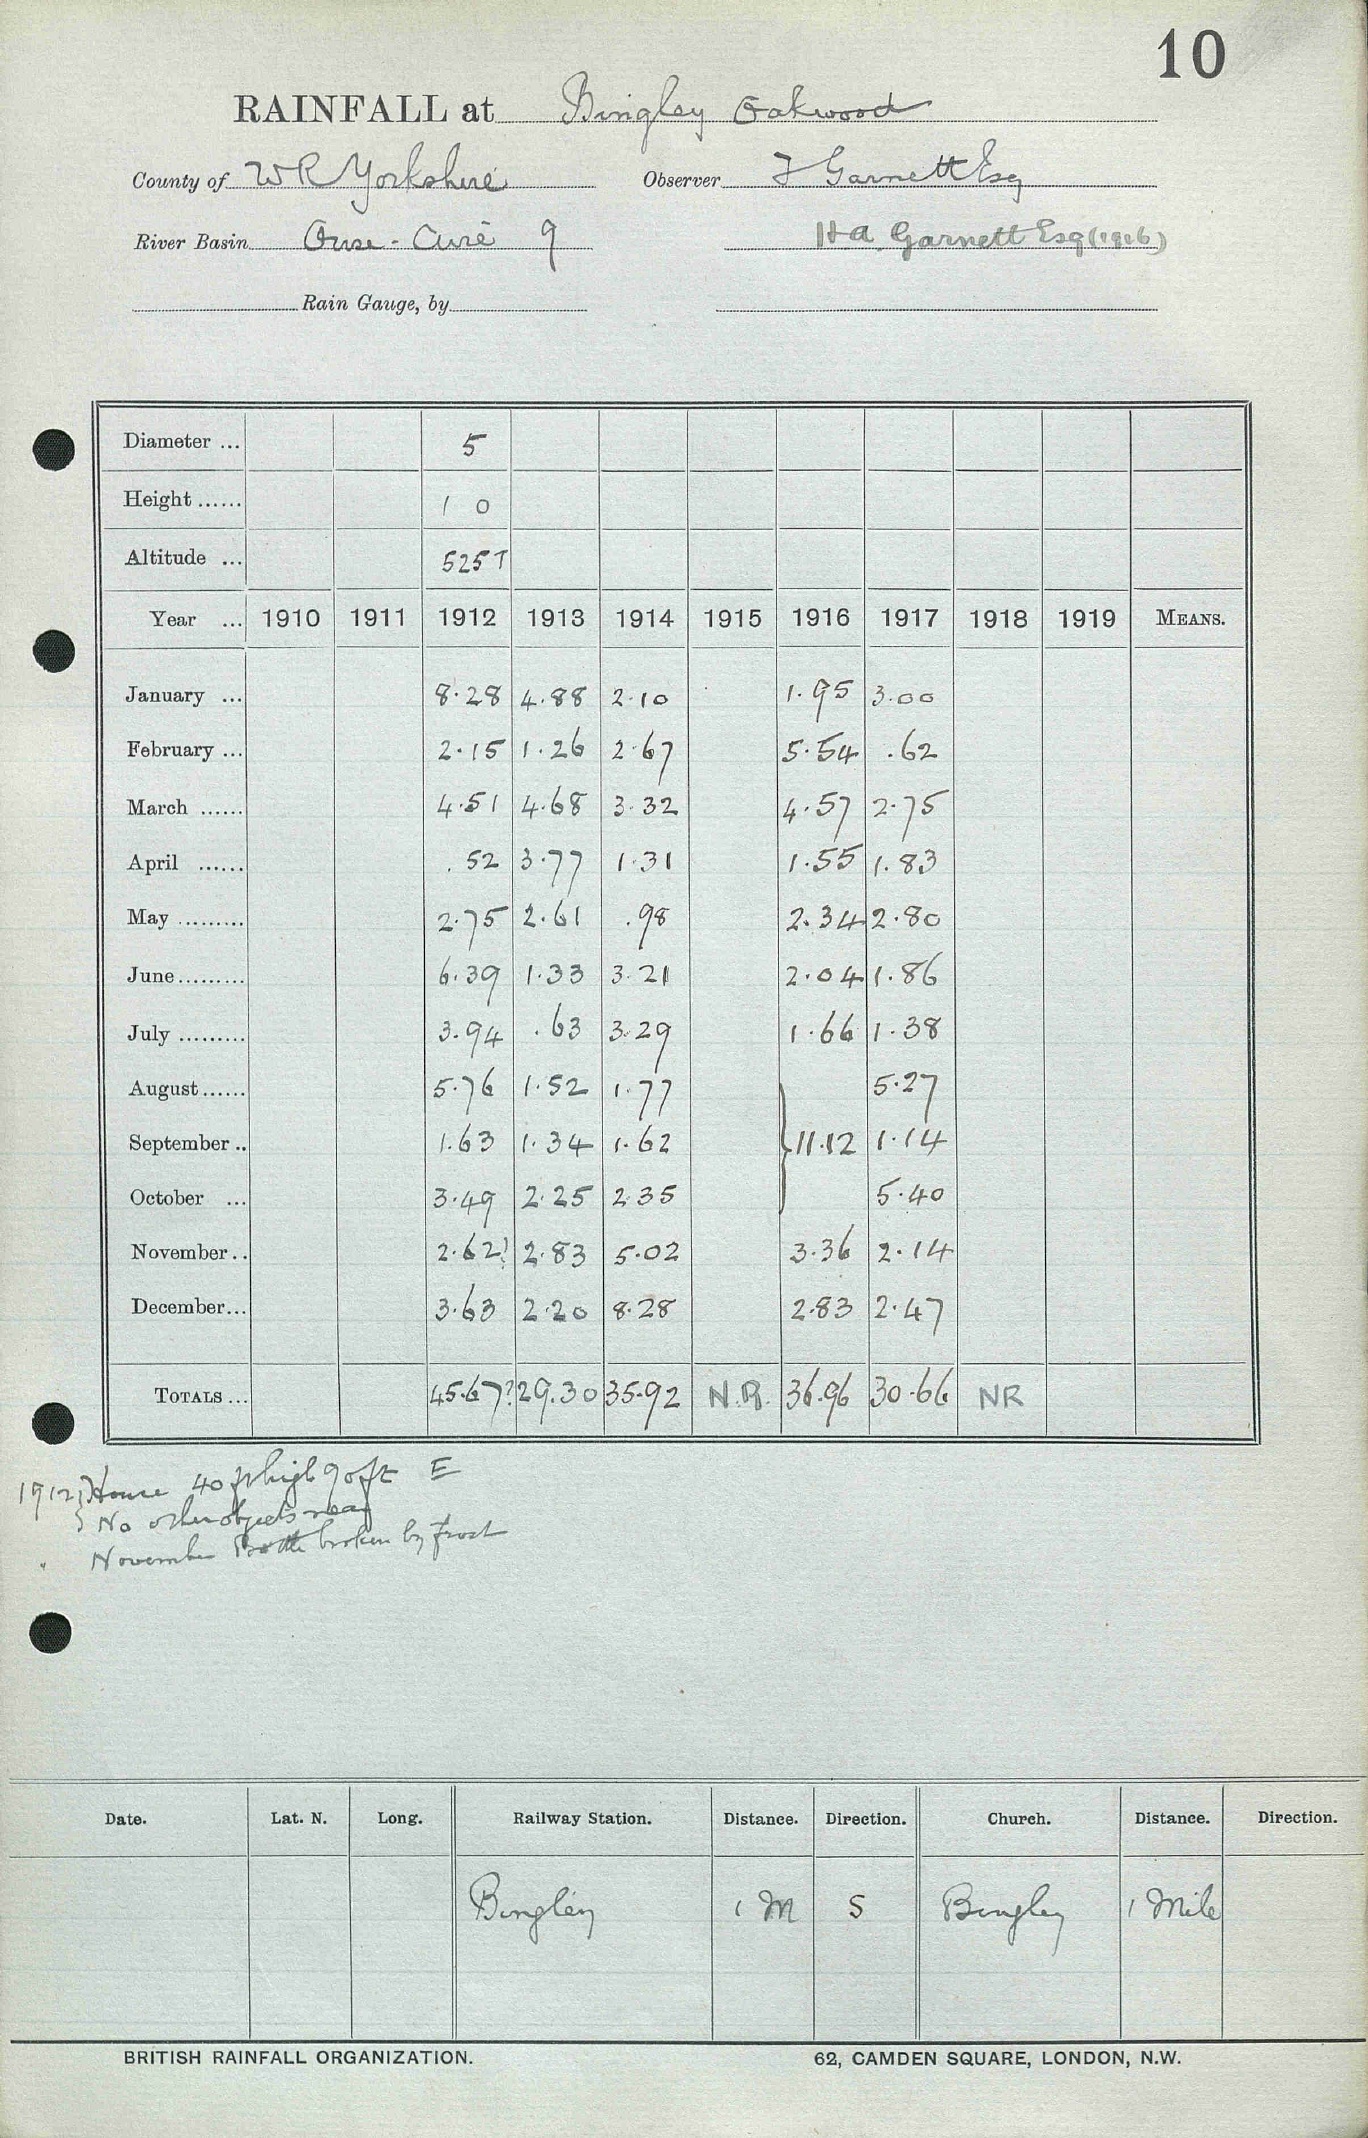 10
RAINFALL at Bingley Oakwood
County of W R Yorkshire Observer J Garnett Esq
River Basin Ouse - Aire 9 H A Garnett Esq (1916)
Rain Gauge, by
Diameter ... 5
Height ...... 1 0
Altitude ... 525 T
Year ... 1910 1911 1912 1913 1914 1915 1916 1917 1918 1919 MEANS.
January ... 8.28 4.88 2.10 1.95 3.00
February ... 2.15 1.26 2.67 5.54 .62
March ...... 4.51 4.68 3.32 4.57 2.75
April ...... .52 3.77 1.31 1.55 1.83
May ......... 2.75 2.61 .98 2.34 2.80
June ......... 6.39 1.33 3.21 2.04 1.86
July ......... 3.94 .63 3.29 1.66 1.38
August ...... 5.76 1.52 1.77 5.27
September .. 1.63 1.34 1.62 } 11.12 1.14
October ... 3.49 2.25 2.35 5.40
November .. 2.62? 2.83 5.02 3.36 2.14
December ... 3.63 2.20 8.28 2.83 2.47
TOTALS ... 45.67? 29.30 35.92 N.R. 36.96 30.66 NR
1912 } House 40 ft high 90 ft E
} No other objects near
" November Bottle broken by frost
Date. Lat. N. Long. Railway Station. Distance. Direction. Church. Distance. Direction.
Bingley 1 M S Bingley 1 Mile
BRITISH RAINFALL ORGANIZATION. 62, CAMDEN SQUARE, LONDON, N.W.